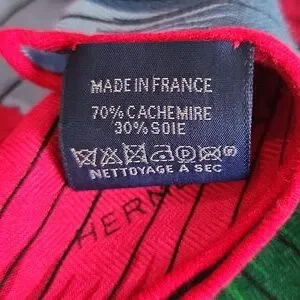 MADE IN FRANCE
70% CACHEMIRE
30% SOIE
NETTOYAGE A SEC